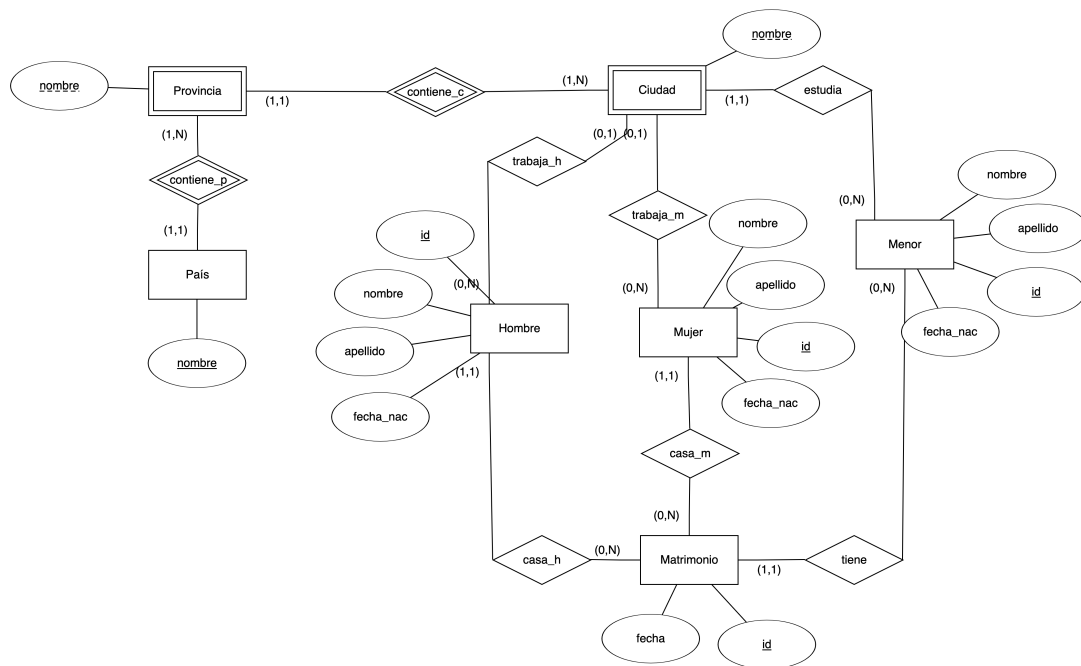 nombre
nombre
Provincia
contiene_c
Ciudad
estudia
(1,1)
(1,N)
(1,1)
(1,N)
(0,1)
(0,1)
trabaja_h
contiene_p
nombre
(0,N)
trabaja_m
nombre
apellido
id
(1,1)
Menor
País
apellido
id
nombre
(0,N)
(0,N)
(0,N)
Hombre
Mujer
fecha_nac
id
apellido
nombre
(1,1)
(1,1)
fecha_nac
fecha_nac
casa_m
(0,N)
casa_h
(0,N)
Matrimonio
(1,1)
tiene
fecha
id